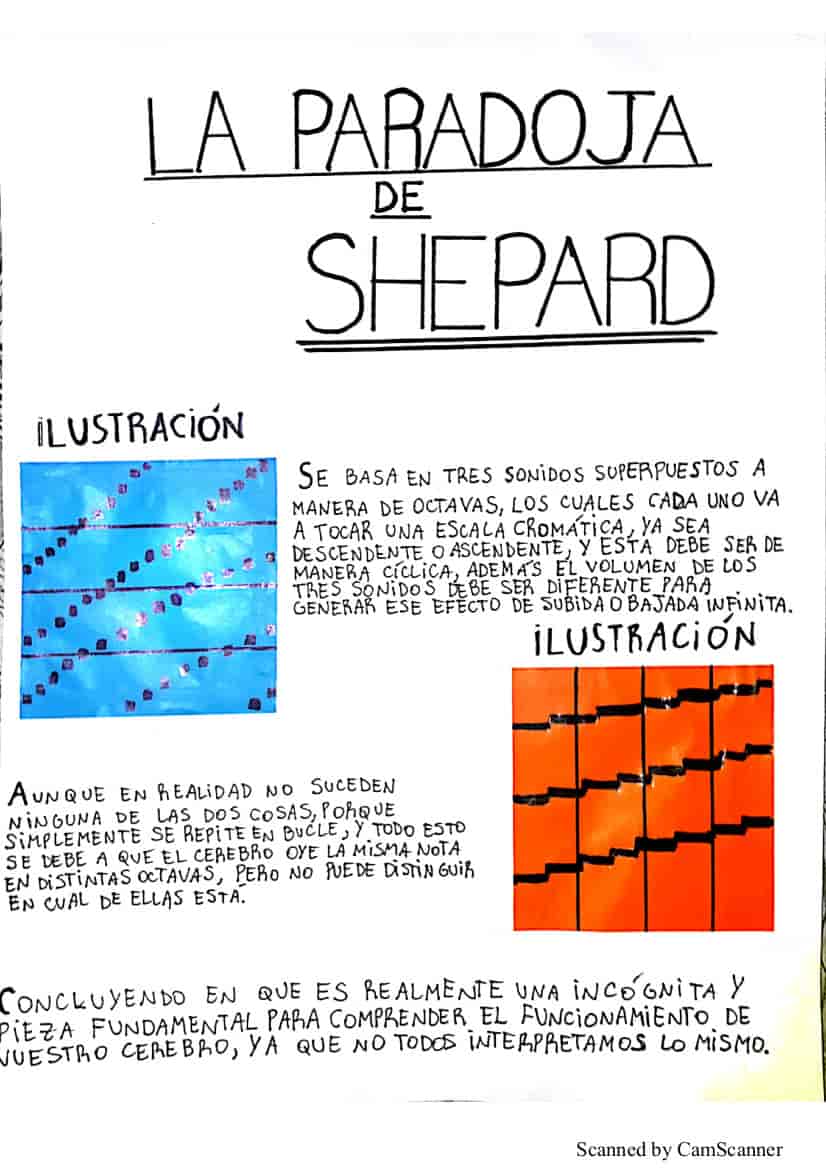 LA PARADOJA
DE
SHEPARD
ILUSTRACIÓN
SE BASA EN TRES SONIDOS SUPERPUESTOS A
MANERA DE OCTAVAS, LOS CUALES CADA UNO VA
A TOCAR UNA ESCALA CROMÁTICA, YA SEA
DESCENDENTE O ASCENDENTE, Y ESTA DEBE SER DE
MANERA CÍCLICA, ADEMÁS EL VOLUMEN DE LOS
TRES SONIDOS DEBE SER DIFERENTE PARA
GENERAR ESE EFECTO DE SUBIDA O BAJADA INFINITA.
ILUSTRACIÓN
AUNQUE EN REALIDAD NO SUCEDEN
NINGUNA DE LAS DOS COSAS, PORQUE
SIMPLEMENTE SE REPITE EN BUCLE, Y TODO ESTO
SE DEBE A QUE EL CEREBRO OYE LA MISMA NOTA
EN DISTINTAS OCTAVAS, PERO NO PUEDE DISTINGUIR
EN CUAL DE ELLAS ESTÁ.
CONCLUYENDO EN QUE ES REALMENTE UNA INCÓGNITA Y
PIEZA FUNDAMENTAL PARA COMPRENDER EL FUNCIONAMIENTO DE
NUESTRO CEREBRO, YA QUE NO TODOS INTERPRETAMOS LO MISMO.
Scanned by CamScanner